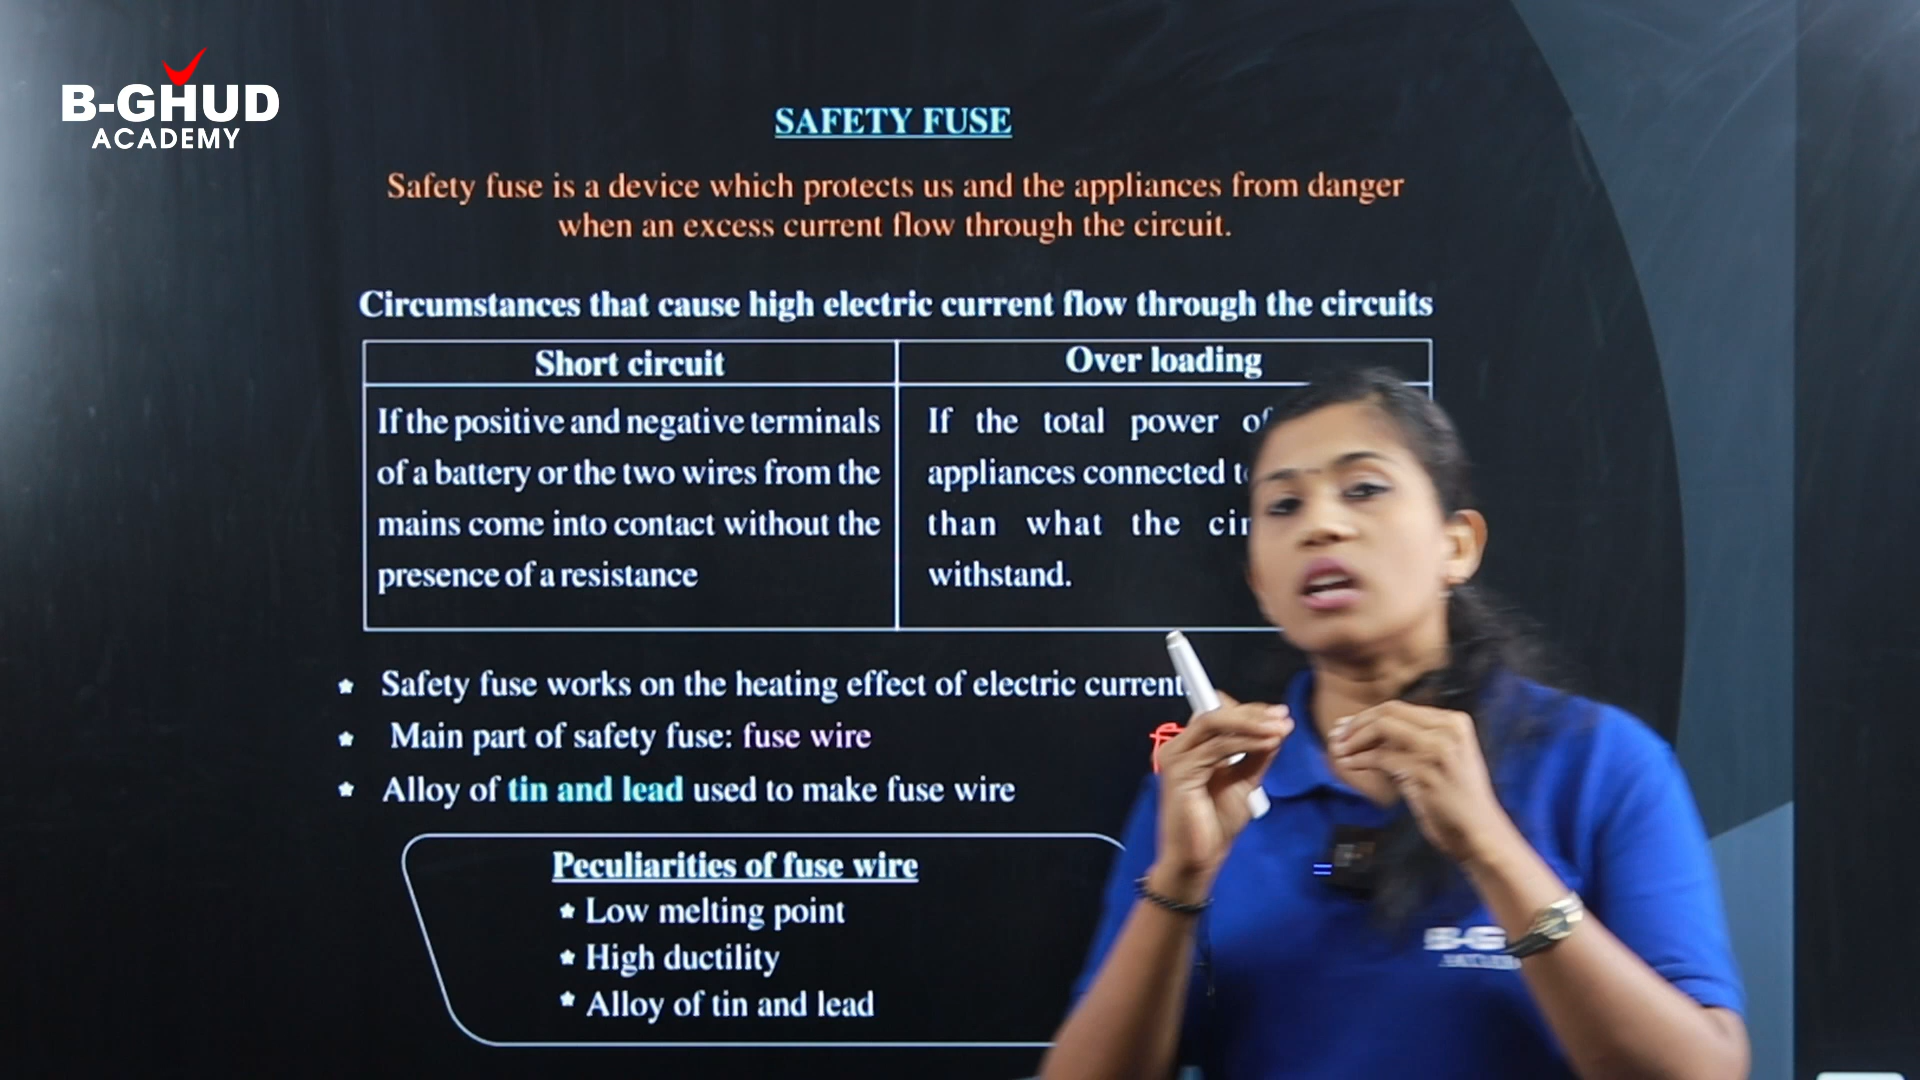 B-GHUD
ACADEMY
SAFETY FUSE
Safety fuse is a device which protects us and the appliances from danger
when an excess current flow through the circuit.
Circumstances that cause high electric current flow through the circuits
Short circuit
Over loading
If the positive and negative terminals
of a battery or the two wires from the
mains come into contact without the
presence of a resistance
If the total power of
appliances connected
than what the
withstand.
Safety fuse works on the heating effect of electric current.
Main part of safety fuse: fuse wire
Alloy of tin and lead used to make fuse wire
Peculiarities of fuse wire
Low melting point
High ductility
Alloy of tin and lead